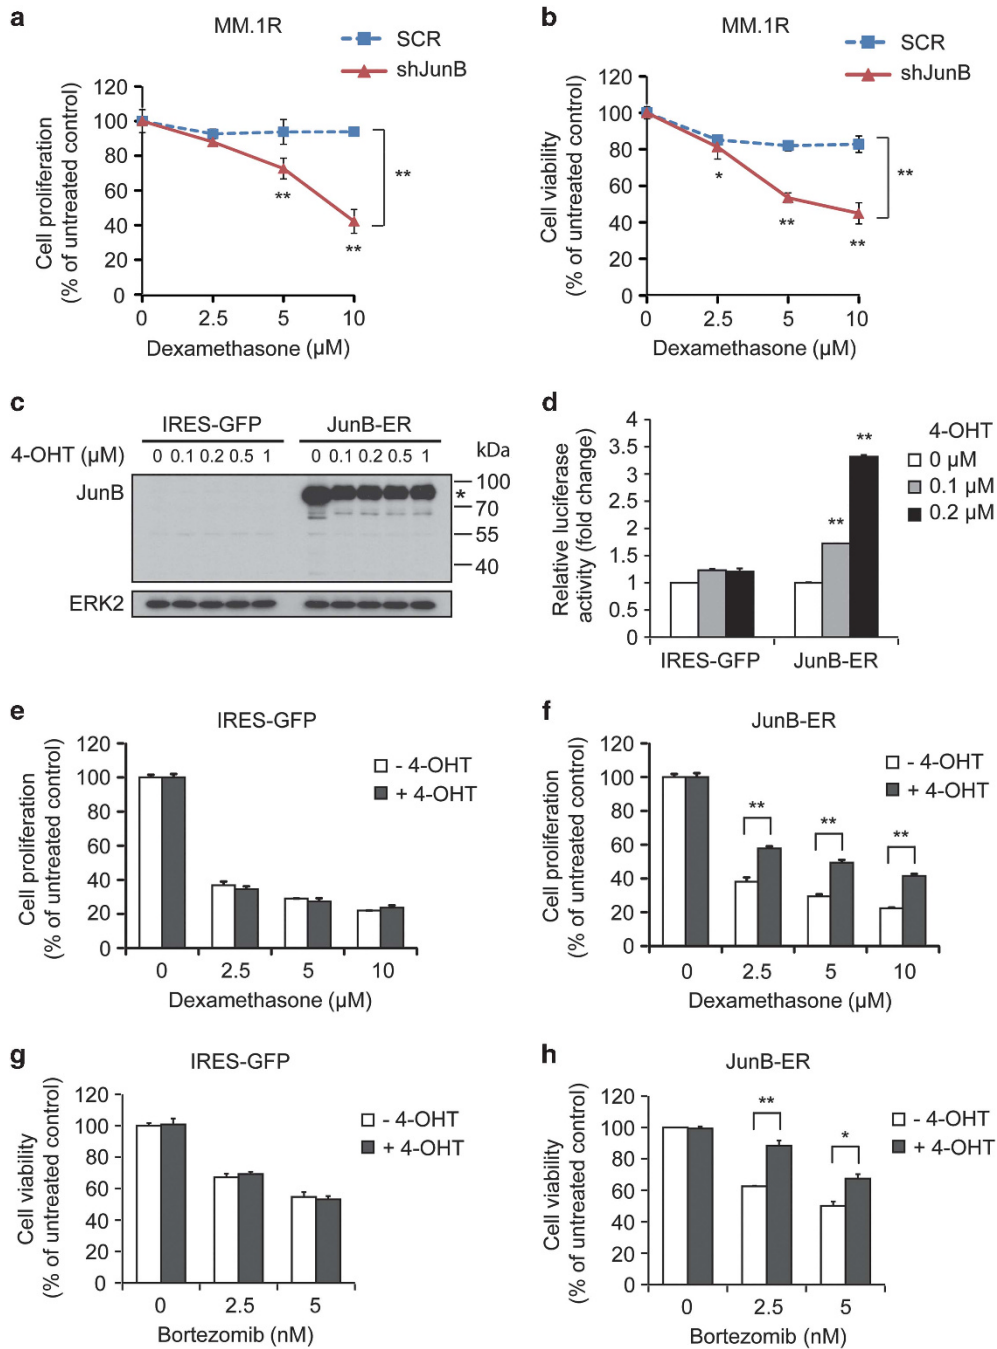 a
MM.1R
SCR
shJunB
Cell proliferation
(% of untreated control)
120
100
80
60
40
20
0
**
**
**
0 2.5 5 10
Dexamethasone (µM)
b
MM.1R
SCR
shJunB
Cell viability
(% of untreated control)
120
100
80
60
40
20
0
*
**
**
**
0 2.5 5 10
Dexamethasone (µM)
c
IRES-GFP JunB-ER
4-OHT (µM) 0 0.1 0.2 0.5 1 0 0.1 0.2 0.5 1 kDa
JunB
*
100
70
55
40
ERK2
d
Relative luciferase
activity (fold change)
4
3.5
3
2.5
2
1.5
1
0.5
0
**
**
4-OHT
0 µM
0.1 µM
0.2 µM
IRES-GFP JunB-ER
e
IRES-GFP
Cell proliferation
(% of untreated control)
120
100
80
60
40
20
0
- 4-OHT
+ 4-OHT
0 2.5 5 10
Dexamethasone (µM)
f
JunB-ER
Cell proliferation
(% of untreated control)
120
100
80
60
40
20
0
- 4-OHT
+ 4-OHT
**
**
**
0 2.5 5 10
Dexamethasone (µM)
g
IRES-GFP
Cell viability
(% of untreated control)
120
100
80
60
40
20
0
- 4-OHT
+ 4-OHT
0 2.5 5
Bortezomib (nM)
h
JunB-ER
Cell viability
(% of untreated control)
120
100
80
60
40
20
0
- 4-OHT
+ 4-OHT
**
*
0 2.5 5
Bortezomib (nM)